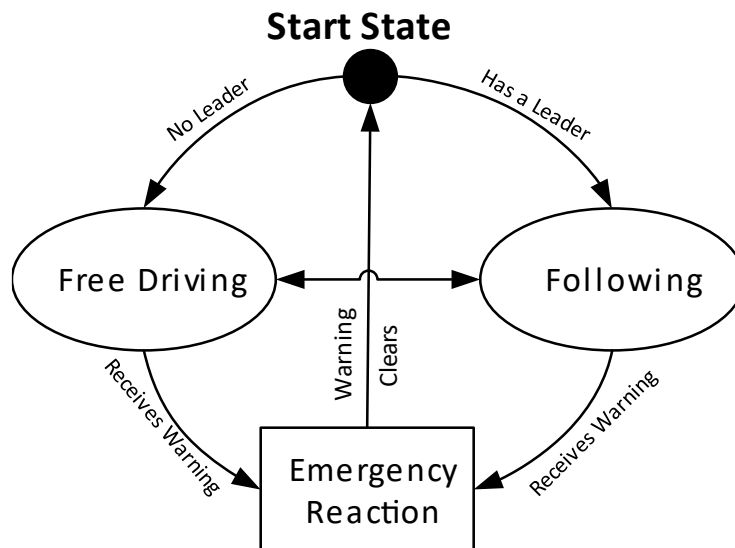 Start State
No Leader
Has a Leader
Free Driving
Following
Warning
Clears
Receives Warning
Receives Warning
Emergency
Reaction